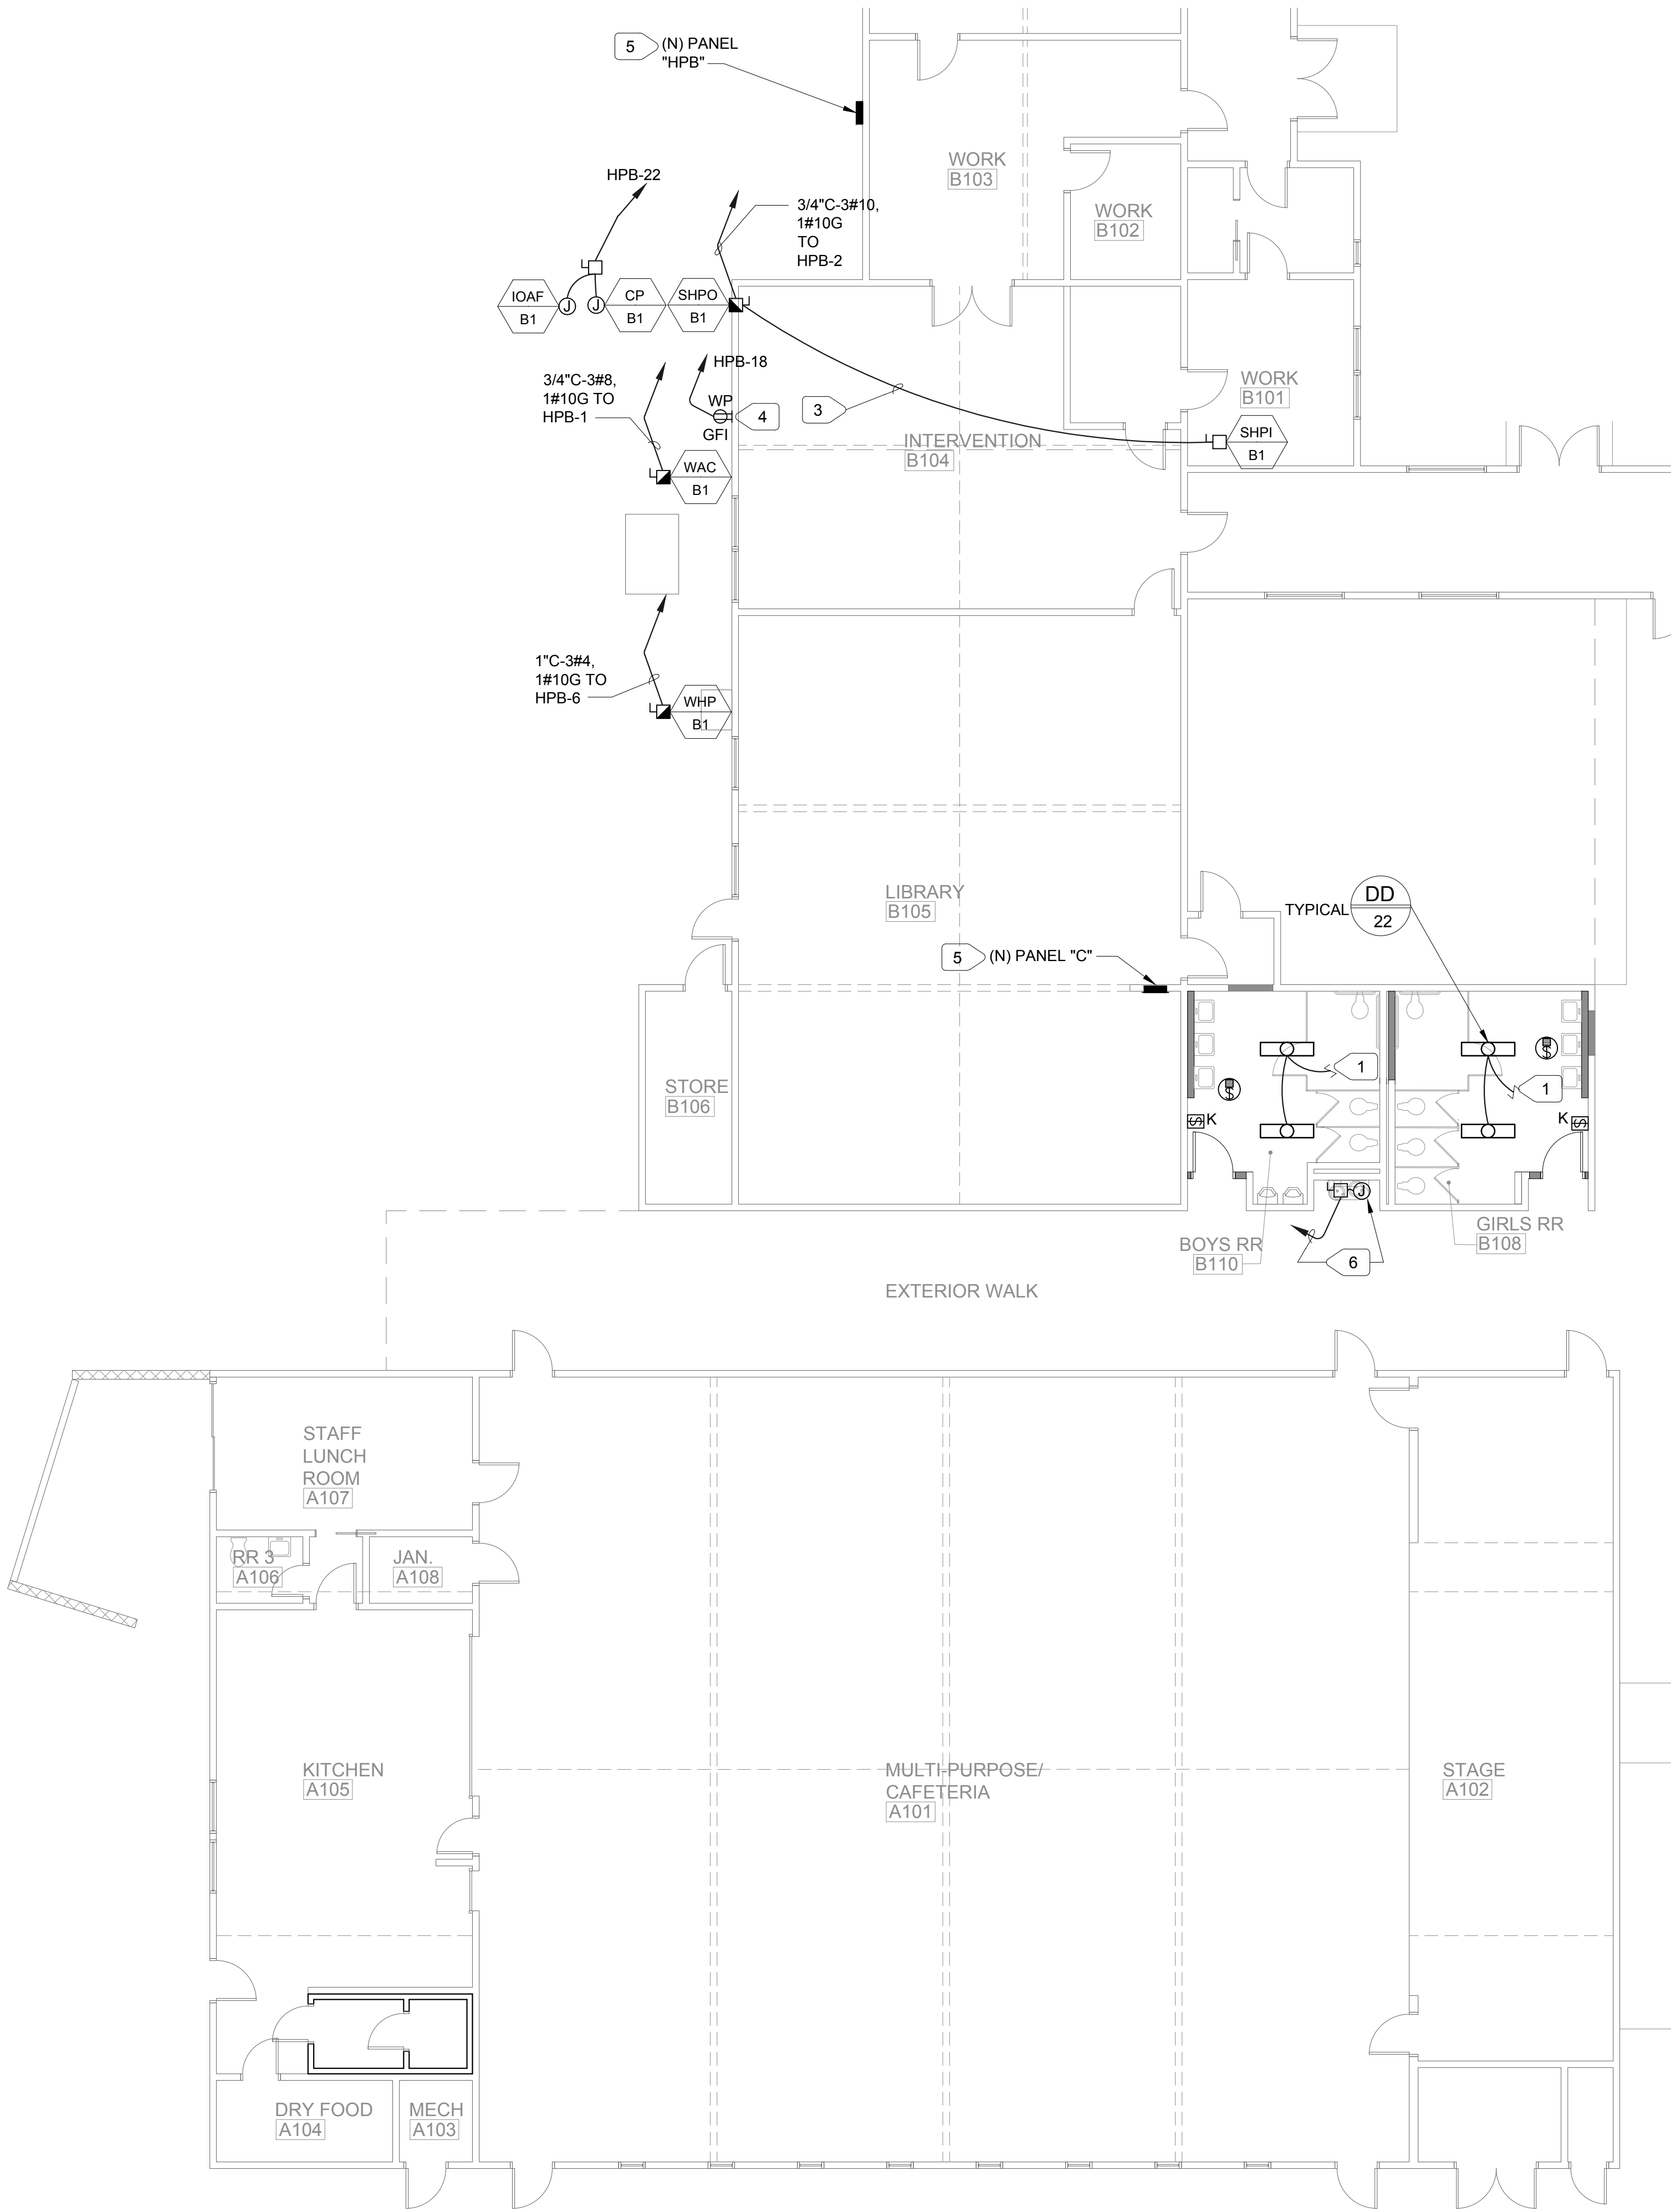 5
(N) PANEL
"HPB"
WORK
B103
HPB-22
3/4"C-3#10,
1#10G
TO
HPB-2
WORK
B102
IOAF
B1
J
J
CP
B1
SHPO
B1
HPB-18
3/4"C-3#8,
1#10G TO
HPB-1
WP
GFI
4
3
WORK
B101
INTERVENTION
B104
SHPI
B1
WAC
B1
1"C-3#4,
1#10G TO
HPB-6
WHP
B1
LIBRARY
B105
TYPICAL
DD
22
5
(N) PANEL "C"
1
1
$
$
STORE
B106
$
K
K
$
J
BOYS RR
B110
6
GIRLS RR
B108
EXTERIOR WALK
STAFF
LUNCH
ROOM
A107
RR 3
A106
JAN.
A108
KITCHEN
A105
MULTI-PURPOSE/
CAFETERIA
A101
STAGE
A102
DRY FOOD
A104
MECH
A103